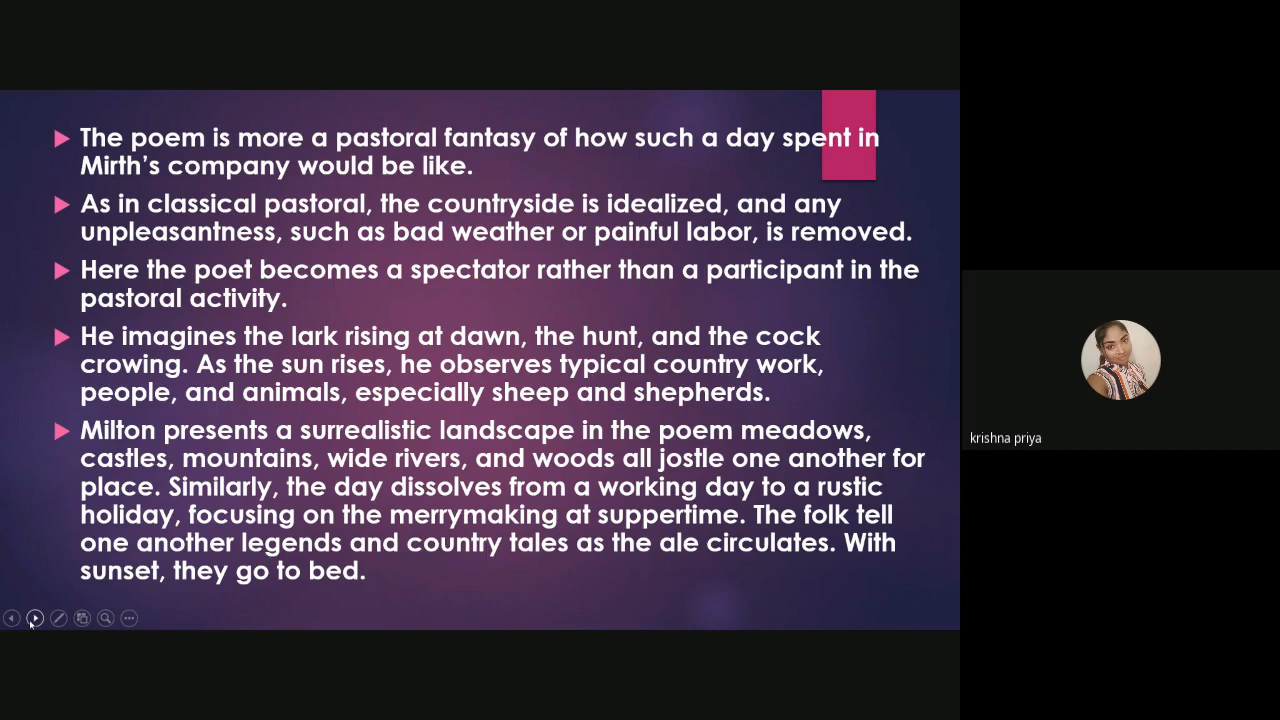 The poem is more a pastoral fantasy of how such a day spent in
Mirth’s company would be like.
As in classical pastoral, the countryside is idealized, and any
unpleasantness, such as bad weather or painful labor, is removed.
Here the poet becomes a spectator rather than a participant in the
pastoral activity.
He imagines the lark rising at dawn, the hunt, and the cock
crowing. As the sun rises, he observes typical country work,
people, and animals, especially sheep and shepherds.
Milton presents a surrealistic landscape in the poem meadows,
castles, mountains, wide rivers, and woods all jostle one another for
place. Similarly, the day dissolves from a working day to a rustic
holiday, focusing on the merrymaking at suppertime. The folk tell
one another legends and country tales as the ale circulates. With
sunset, they go to bed.
krishna priya